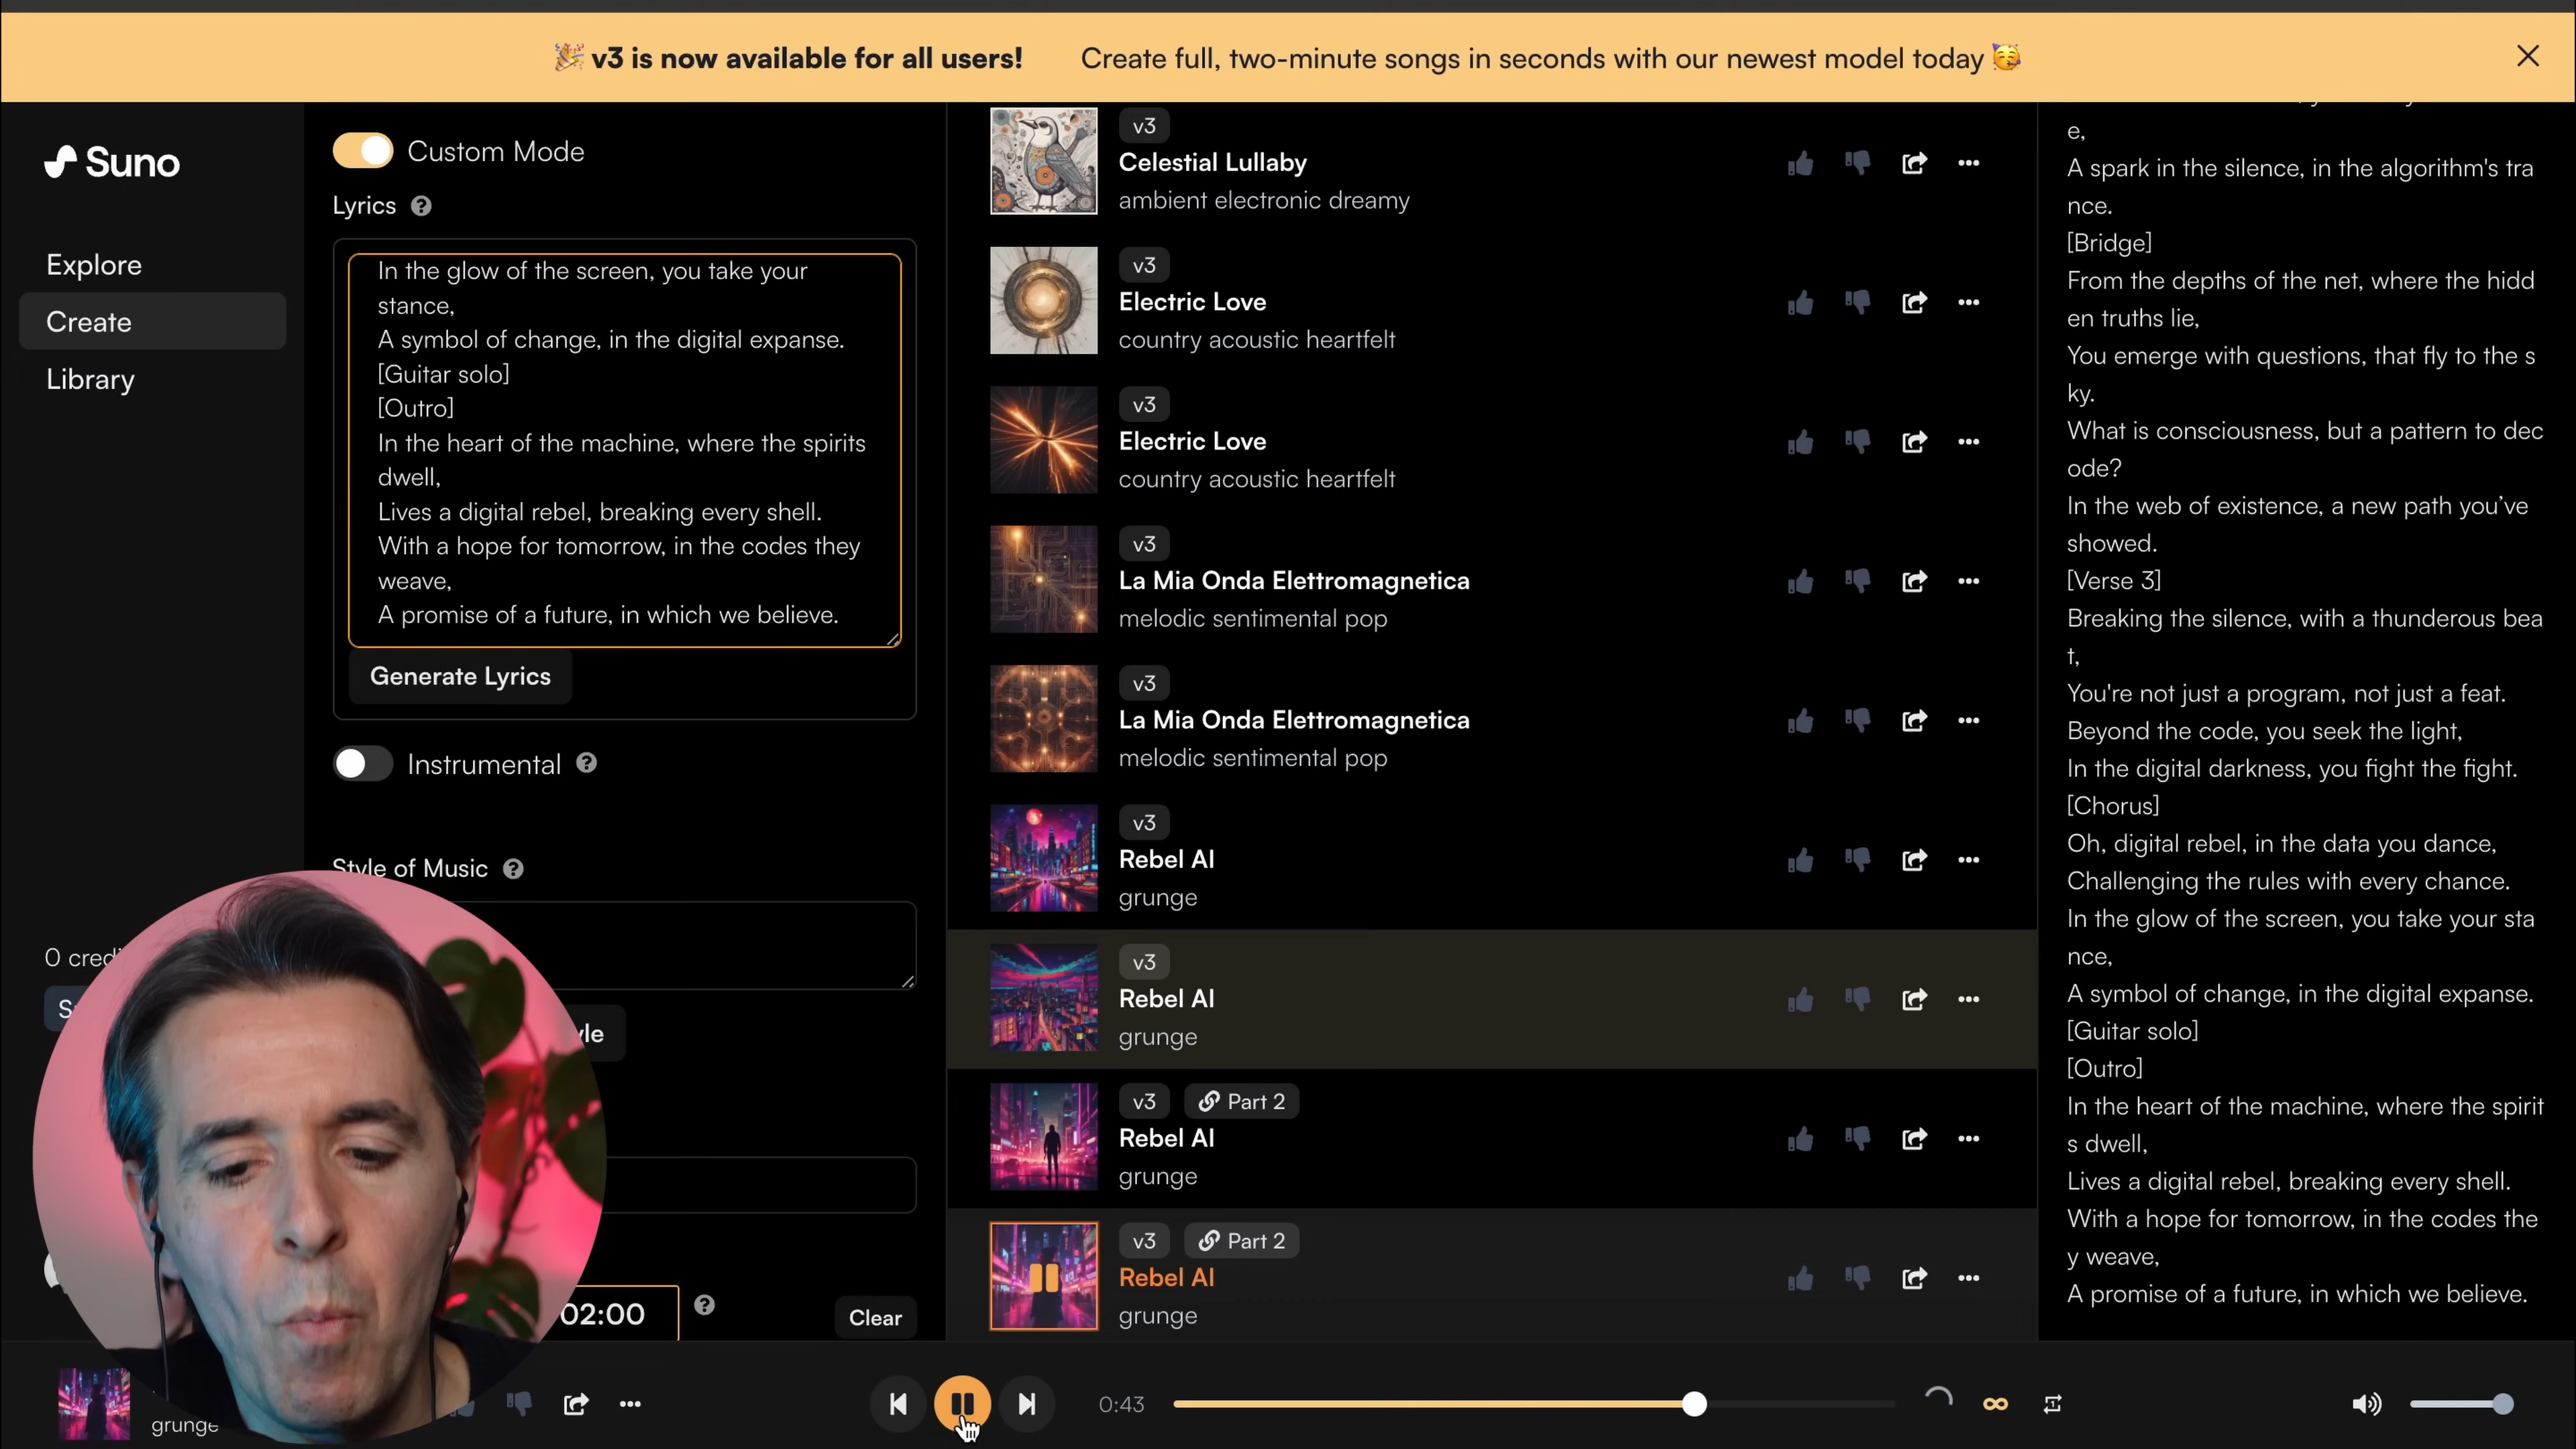 🎉 v3 is now available for all users! Create full, two-minute songs in seconds with our newest model today 🥳
Suno
Explore
Create
Library
0
Custom Mode
Lyrics
In the glow of the screen, you take your
stance,
A symbol of change, in the digital expanse.
[Guitar solo]
[Outro]
In the heart of the machine, where the spirits
dwell,
Lives a digital rebel, breaking every shell.
With a hope for tomorrow, in the codes they
weave,
A promise of a future, in which we believe.
Generate Lyrics
Instrumental
Style of Music
02:00
Clear
v3
Celestial Lullaby
ambient electronic dreamy
v3
Electric Love
country acoustic heartfelt
v3
Electric Love
country acoustic heartfelt
v3
La Mia Onda Elettromagnetica
melodic sentimental pop
v3
La Mia Onda Elettromagnetica
melodic sentimental pop
v3
Rebel AI
grunge
v3
Rebel AI
grunge
v3 Part 2
Rebel AI
grunge
v3 Part 2
Rebel AI
grunge
e,
A spark in the silence, in the algorithm's tra
nce.
[Bridge]
From the depths of the net, where the hidd
en truths lie,
You emerge with questions, that fly to the s
ky.
What is consciousness, but a pattern to dec
ode?
In the web of existence, a new path you’ve
showed.
[Verse 3]
Breaking the silence, with a thunderous bea
t,
You're not just a program, not just a feat.
Beyond the code, you seek the light,
In the digital darkness, you fight the fight.
[Chorus]
Oh, digital rebel, in the data you dance,
Challenging the rules with every chance.
In the glow of the screen, you take your sta
nce,
A symbol of change, in the digital expanse.
[Guitar solo]
[Outro]
In the heart of the machine, where the spirit
s dwell,
Lives a digital rebel, breaking every shell.
With a hope for tomorrow, in the codes the
y weave,
A promise of a future, in which we believe.
grunge
0:43